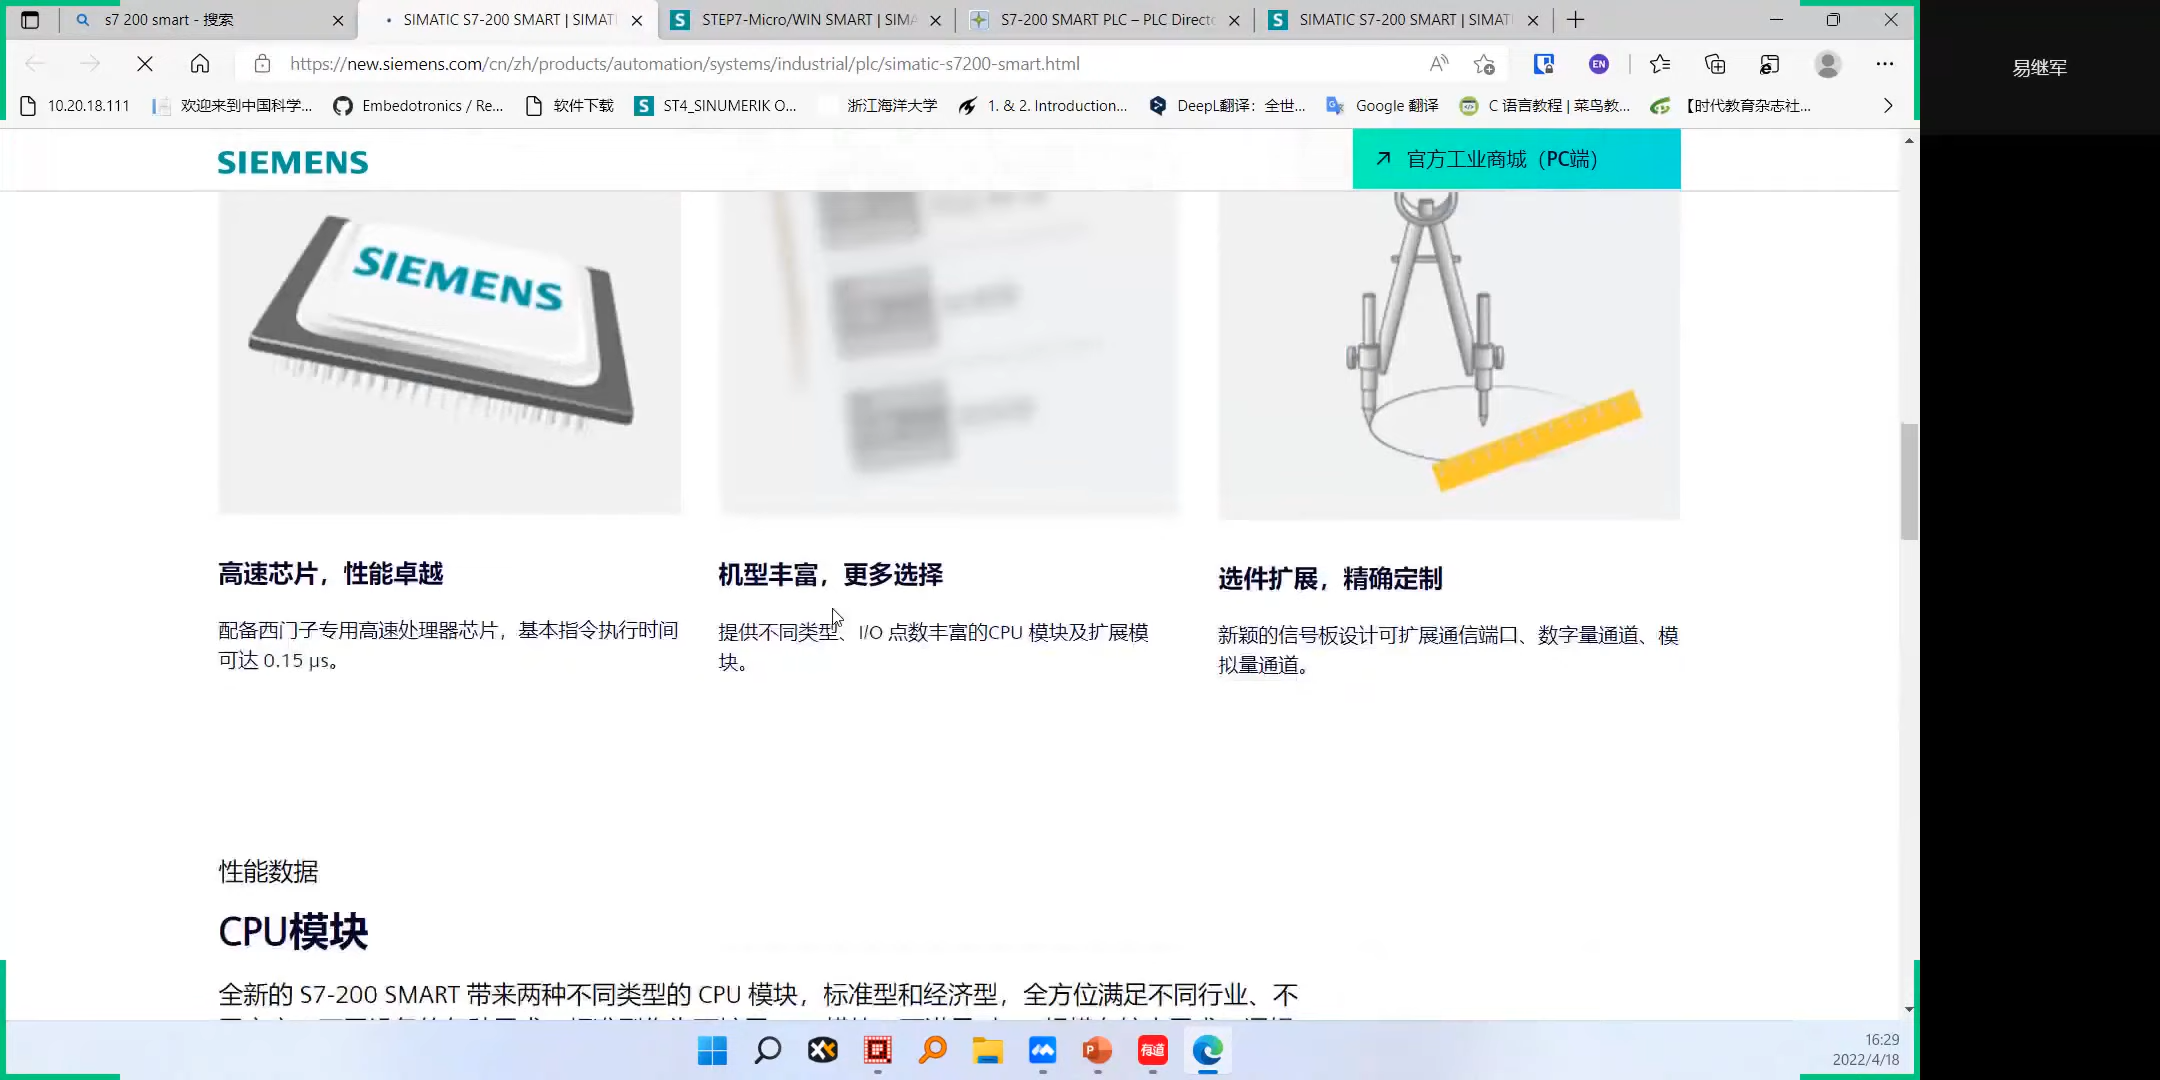 s7 200 smart - 搜索
SIMATIC S7-200 SMART | SIMAT
STEP7-Micro/WIN SMART | SIMA
S7-200 SMART PLC – PLC Directo
SIMATIC S7-200 SMART | SIMATI
https://new.siemens.com/cn/zh/products/automation/systems/industrial/plc/simatic-s7200-smart.html
EN
易继军
10.20.18.111
欢迎来到中国科学...
Embedotronics / Re...
软件下载
ST4_SINUMERIK O...
浙江海洋大学
1. & 2. Introduction...
DeepL翻译：全世...
Google 翻译
C 语言教程 | 菜鸟教...
【时代教育杂志社...
SIEMENS
官方工业商城（PC端）
SIEMENS
高速芯片，性能卓越
配备西门子专用高速处理器芯片，基本指令执行时间
可达 0.15 μs。
机型丰富，更多选择
提供不同类型、I/O 点数丰富的CPU 模块及扩展模
块。
选件扩展，精确定制
新颖的信号板设计可扩展通信端口、数字量通道、模
拟量通道。
性能数据
CPU模块
全新的 S7-200 SMART 带来两种不同类型的 CPU 模块，标准型和经济型，全方位满足不同行业、不
有道
16:29
2022/4/18